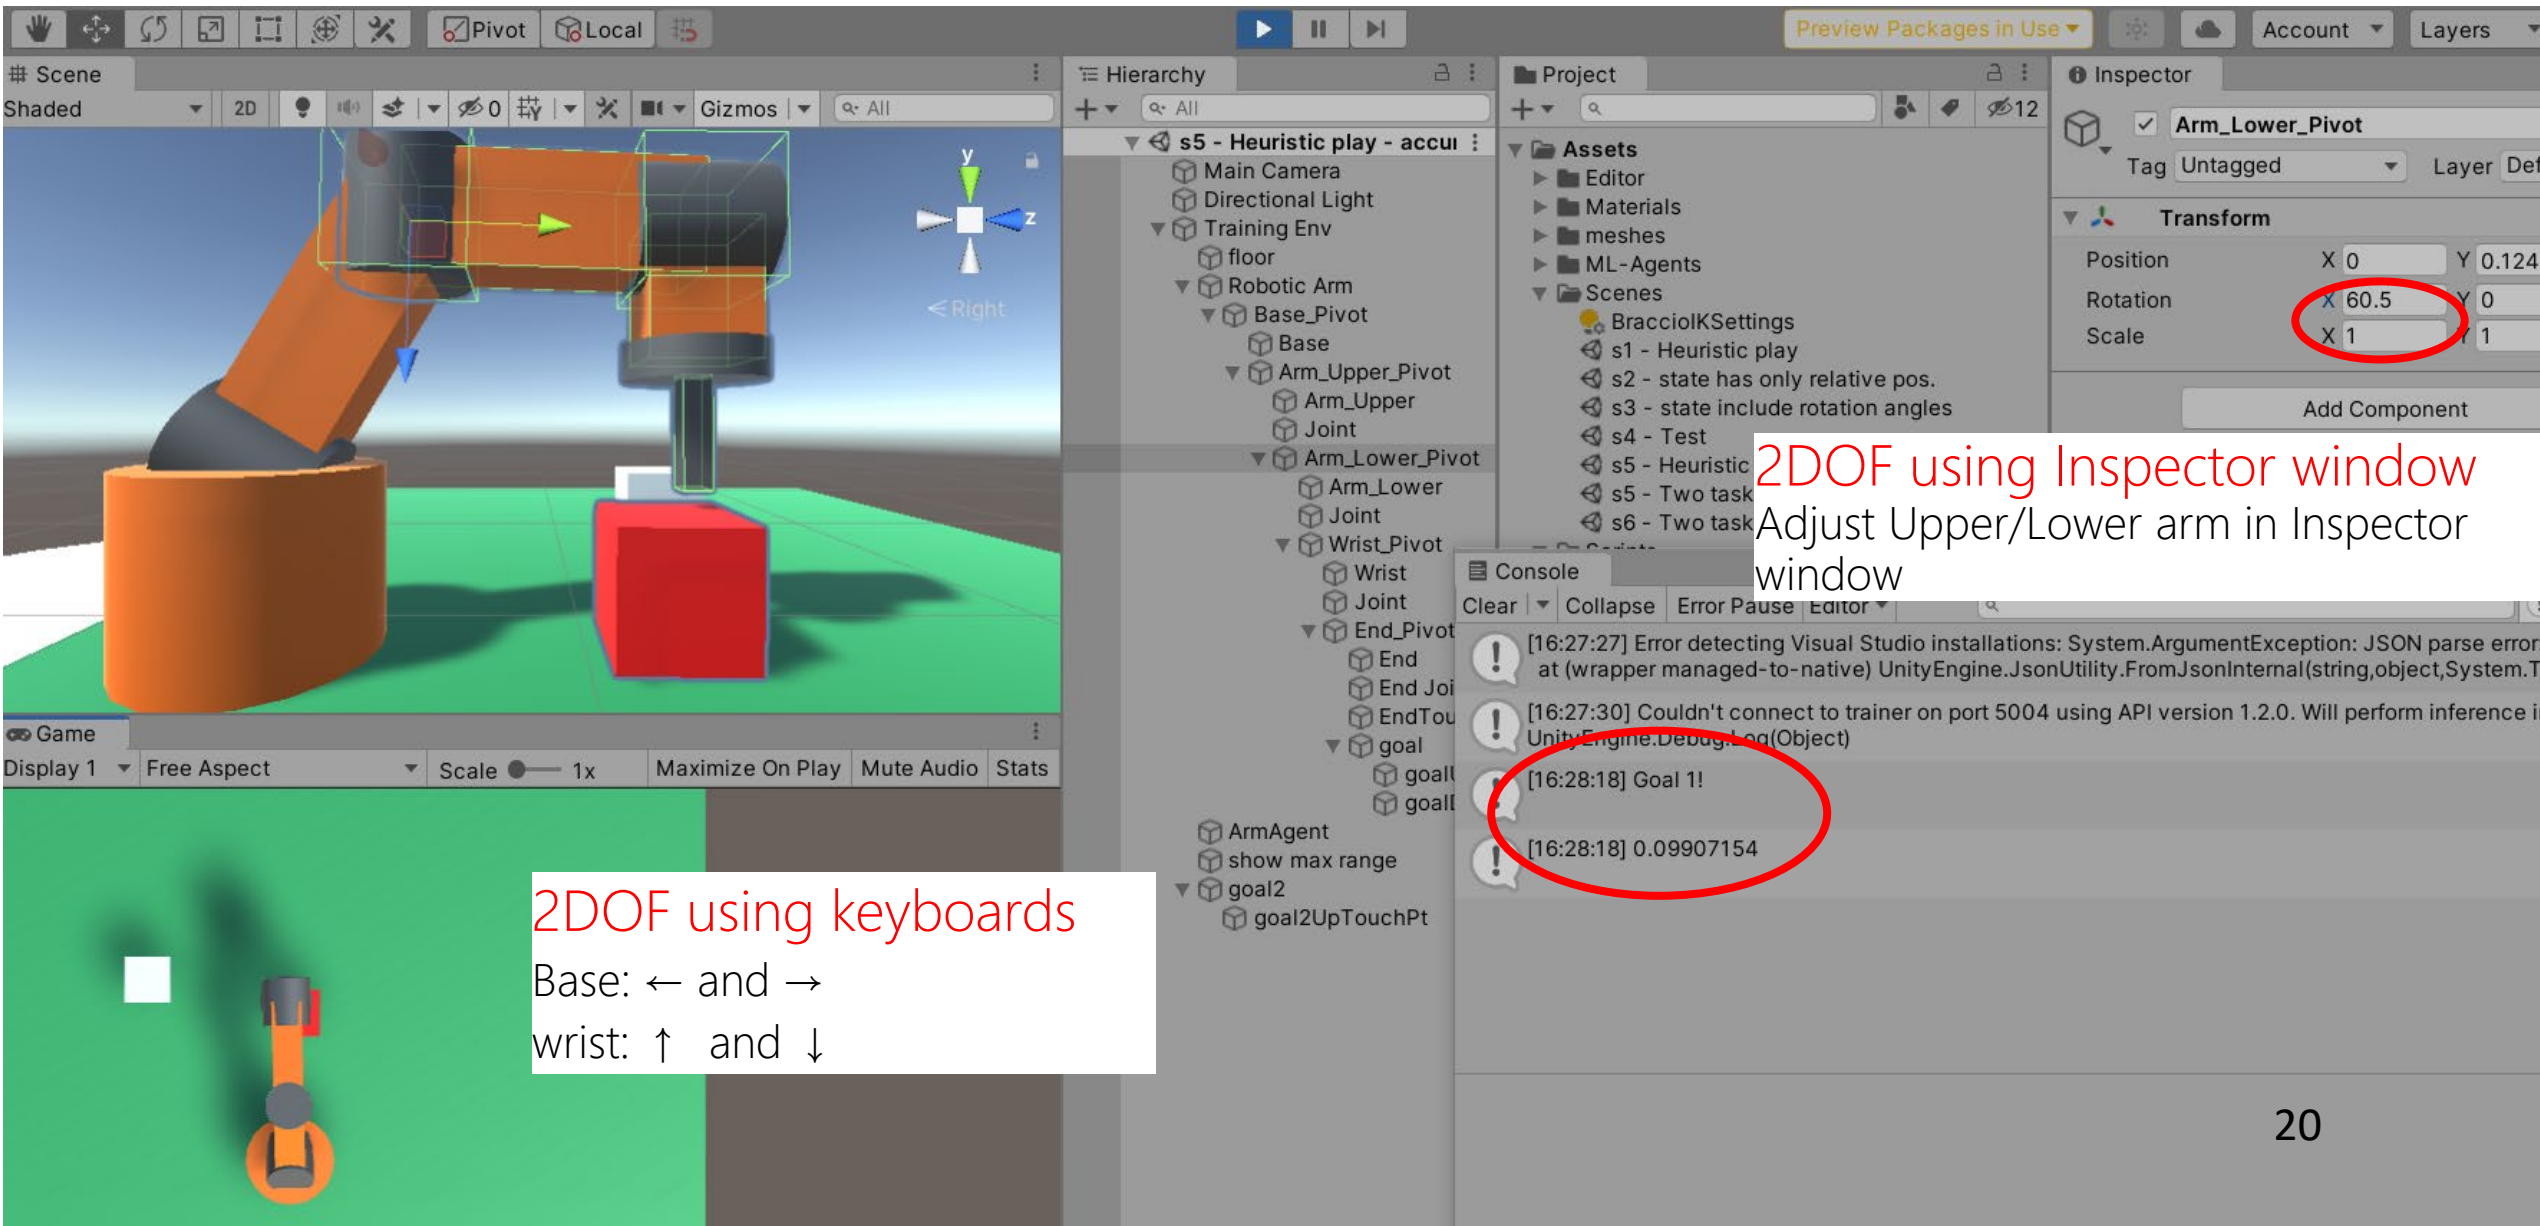 Pivot Local
Preview Packages in Use
Account Layers
Scene
Shaded 2D 0 Gizmos All
y
z
Right
Game
Display 1 Free Aspect Scale 1x Maximize On Play Mute Audio Stats
2DOF using keyboards
Base: ← and →
wrist: ↑ and ↓
Hierarchy
All
s5 - Heuristic play - accu
Main Camera
Directional Light
Training Env
floor
Robotic Arm
Base_Pivot
Base
Arm_Upper_Pivot
Arm_Upper
Joint
Arm_Lower_Pivot
Arm_Lower
Joint
Wrist_Pivot
Wrist
Joint
End_Pivot
End
End Joi
EndTou
goal
goalU
goal
ArmAgent
show max range
goal2
goal2UpTouchPt
Project
12
Assets
Editor
Materials
meshes
ML-Agents
Scenes
BraccioIKSettings
s1 - Heuristic play
s2 - state has only relative pos.
s3 - state include rotation angles
s4 - Test
s5 - Heuristic
s5 - Two task
s6 - Two task
Scripts
Inspector
Arm_Lower_Pivot
Tag Untagged Layer Def
Transform
Position X 0 Y 0.124
Rotation X 60.5 Y 0
Scale X 1 Y 1
Add Component
2DOF using Inspector window
Adjust Upper/Lower arm in Inspector
window
Console
Clear Collapse Error Pause Editor
[16:27:27] Error detecting Visual Studio installations: System.ArgumentException: JSON parse error:
at (wrapper managed-to-native) UnityEngine.JsonUtility.FromJsonInternal(string,object,System.T
[16:27:30] Couldn't connect to trainer on port 5004 using API version 1.2.0. Will perform inference i
UnityEngine.Debug:Log(Object)
[16:28:18] Goal 1!
[16:28:18] 0.09907154
20